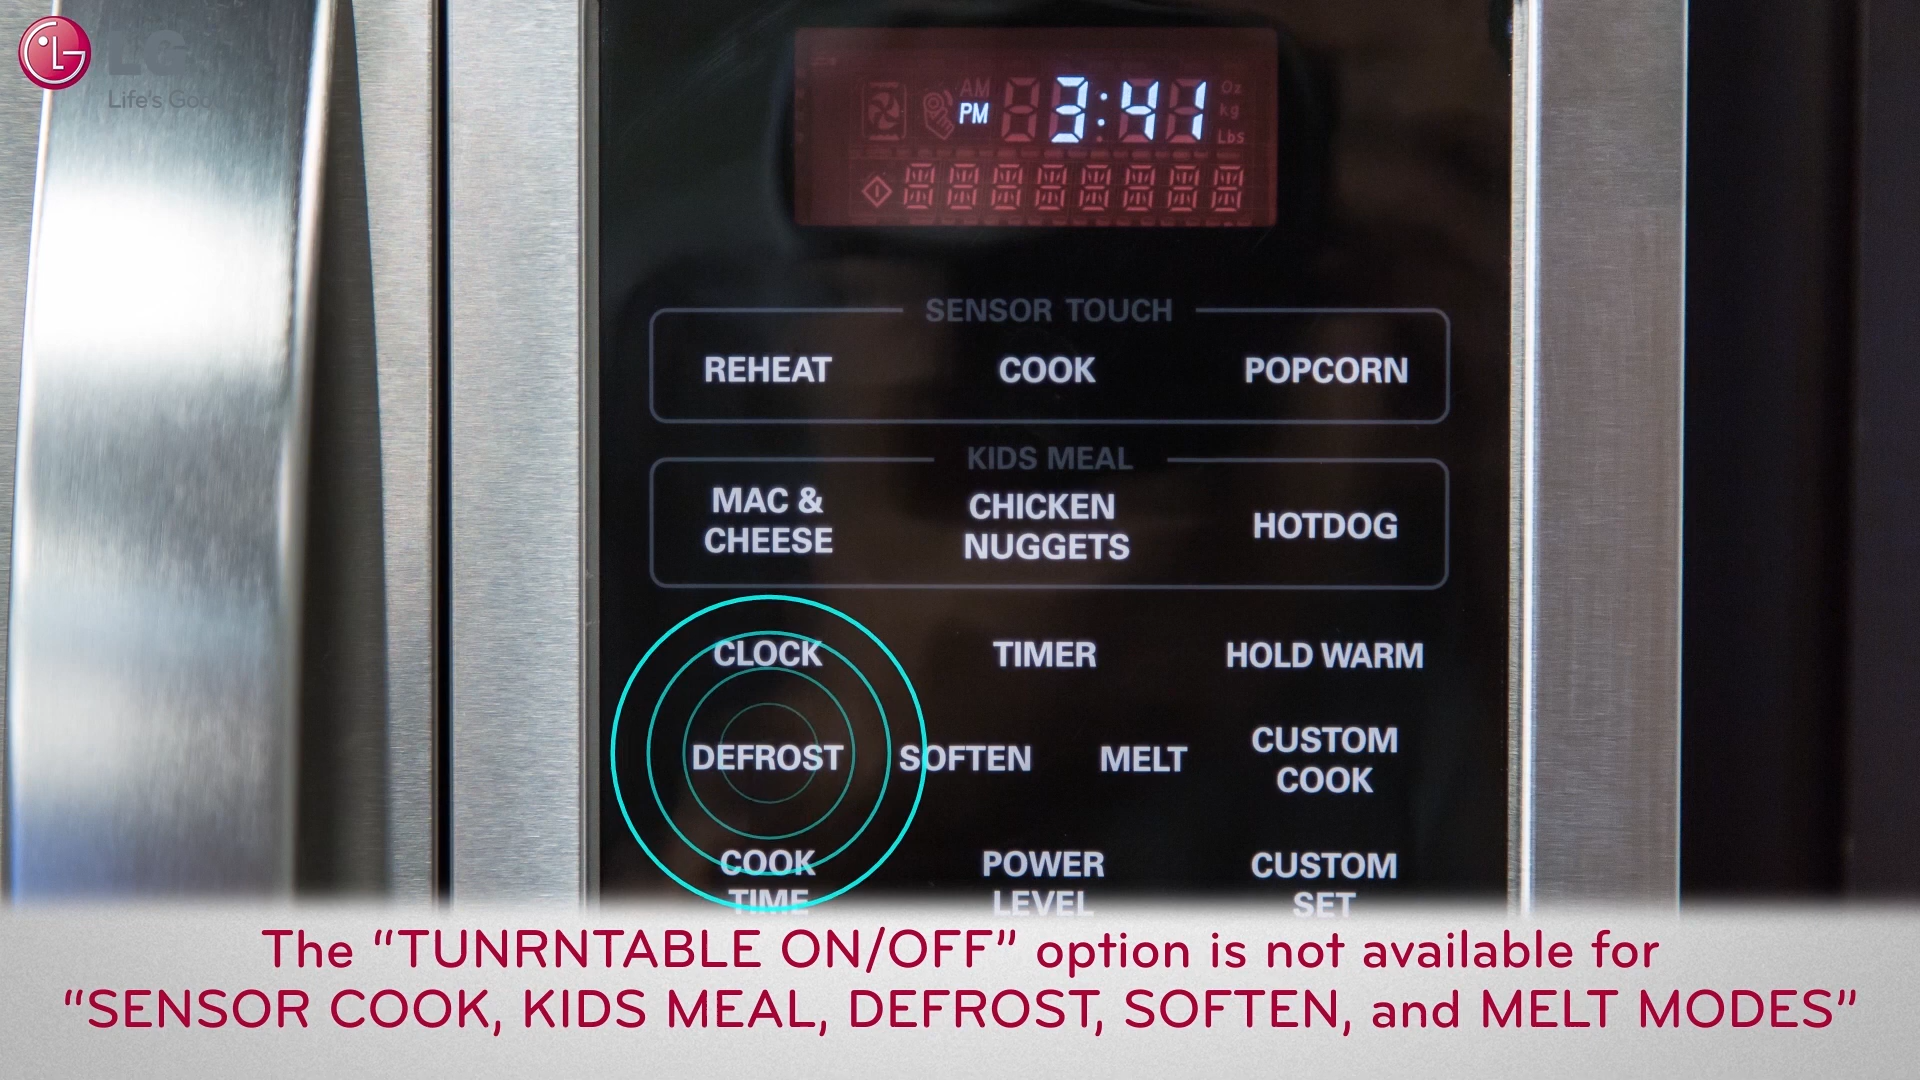 LG
Life's Good
AM
PM 3:41
Oz
kg
Lbs
SENSOR TOUCH
REHEAT COOK POPCORN
KIDS MEAL
MAC &
CHEESE
CHICKEN
NUGGETS
HOTDOG
CLOCK TIMER HOLD WARM
DEFROST SOFTEN MELT
CUSTOM
COOK
COOK
TIME
POWER
LEVEL
CUSTOM
SET
The “TUNRNTABLE ON/OFF” option is not available for
“SENSOR COOK, KIDS MEAL, DEFROST, SOFTEN, and MELT MODES”